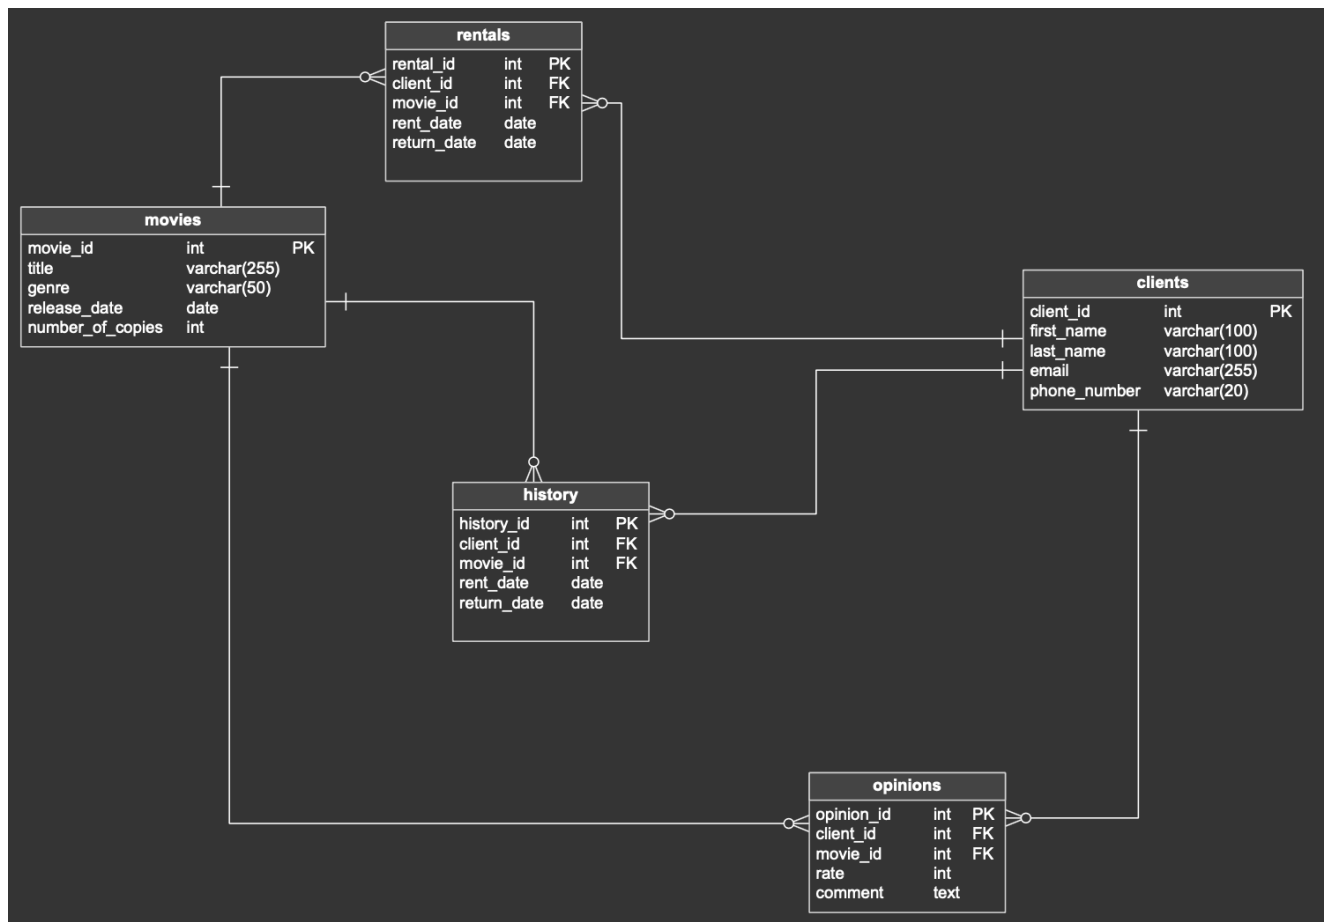 rentals
rental_id int PK
client_id int FK
movie_id int FK
rent_date date
return_date date
movies
movie_id int PK
title varchar(255)
genre varchar(50)
release_date date
number_of_copies int
clients
client_id int PK
first_name varchar(100)
last_name varchar(100)
email varchar(255)
phone_number varchar(20)
history
history_id int PK
client_id int FK
movie_id int FK
rent_date date
return_date date
opinions
opinion_id int PK
client_id int FK
movie_id int FK
rate int
comment text